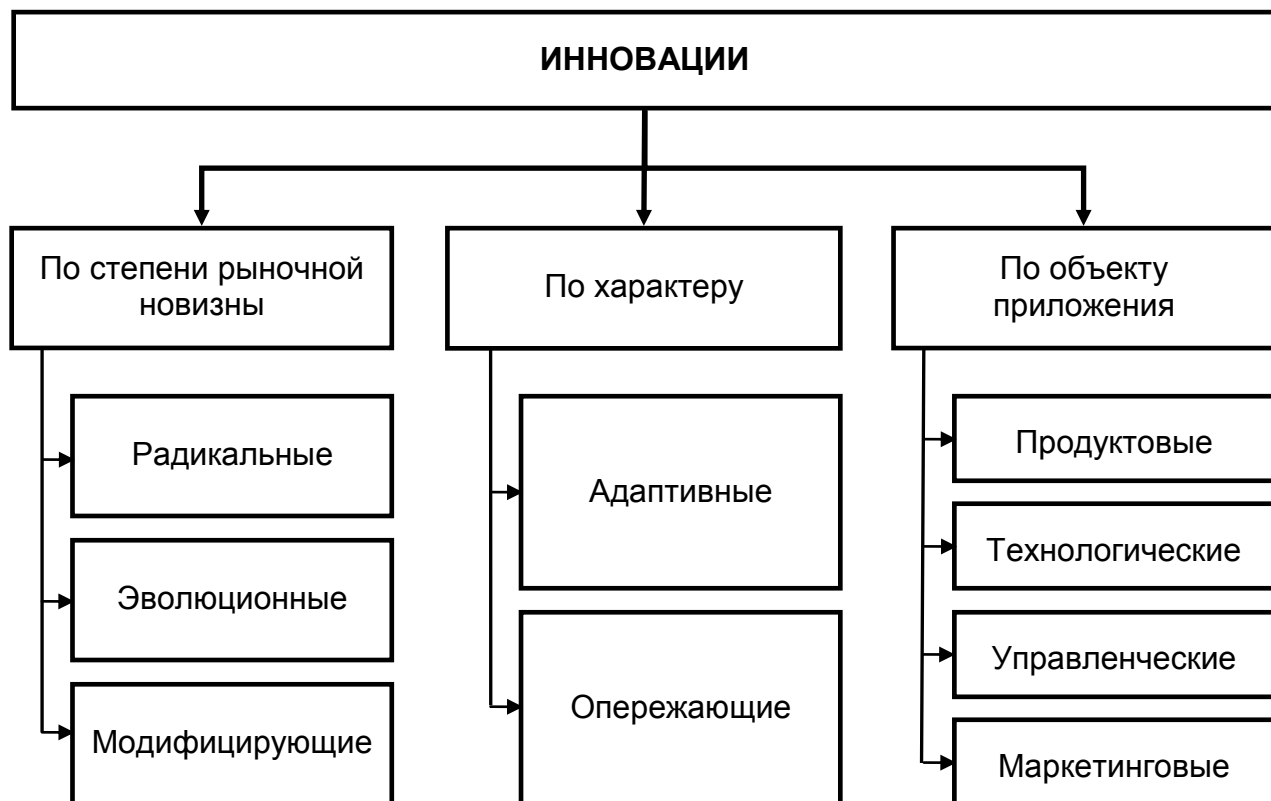 ИННОВАЦИИ
По степени рыночной
новизны
По характеру
По объекту
приложения
Радикальные
Эволюционные
Модифицирующие
Адаптивные
Опережающие
Продуктовые
Технологические
Управленческие
Маркетинговые